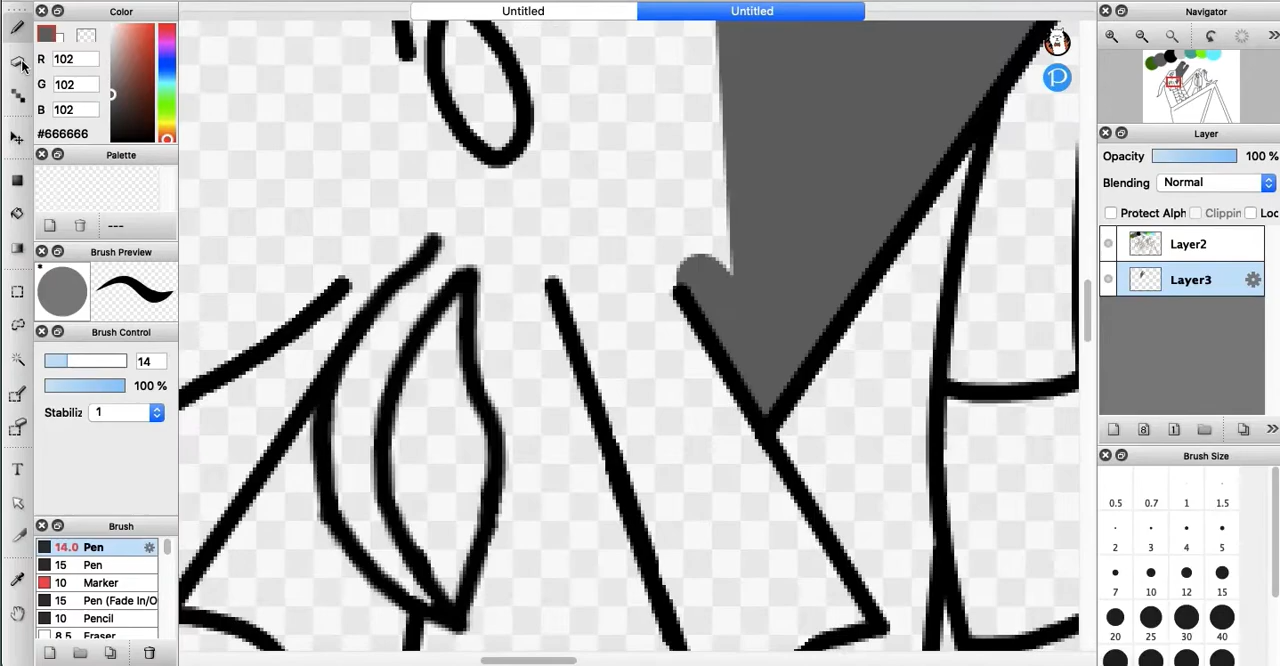 Color
Untitled
Untitled
Navigator
R 102
G 102
B 102
#666666
Palette
---
Brush Preview
Brush Control
14
100 %
Stabiliz 1
Brush
14.0 Pen
15 Pen
10 Marker
15 Pen (Fade In/O
10 Pencil
8.5 Eraser
P
Layer
Opacity 100 %
Blending Normal
Protect Alph Clippin Loc
Layer2
Layer3
8 1
Brush Size
0.5 0.7 1 1.5
2 3 4 5
7 10 12 15
20 25 30 40
T